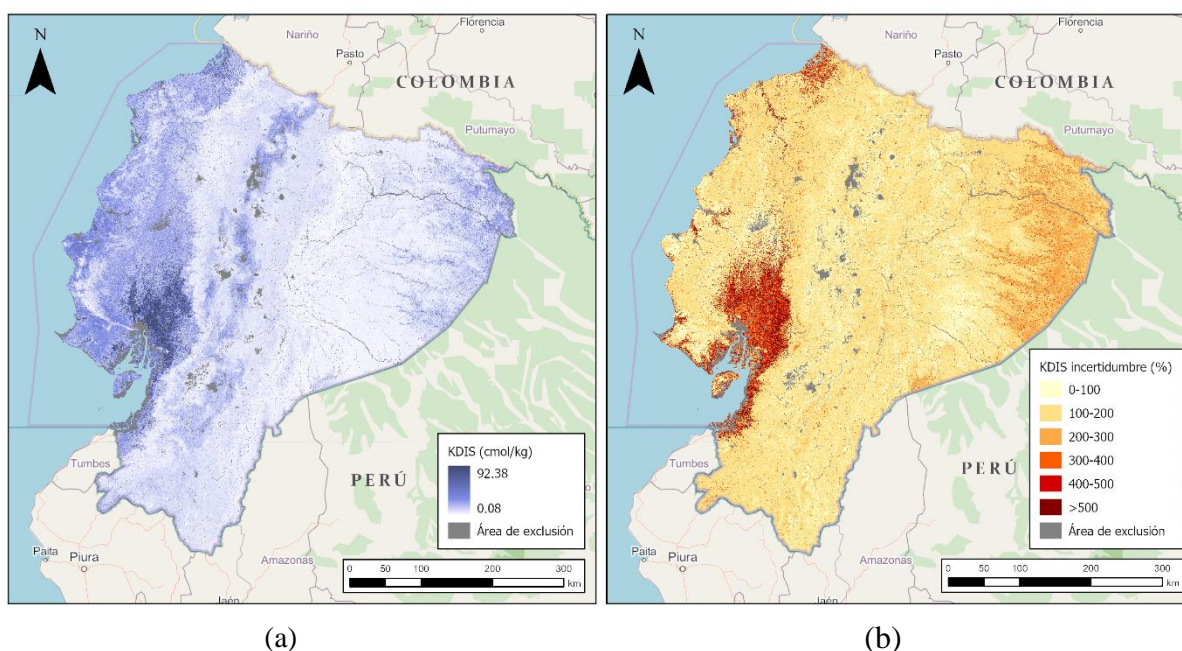 N
Nariño
Florencia
Pasto
COLOMBIA
Putumayo
Tumbes
PERÚ
Paita
Piura
Amazonas
Jaén
KDIS (cmol/kg)
92.38
0.08
Área de exclusión
0 50 100 200 300
km
(a)
N
Nariño
Florencia
Pasto
COLOMBIA
Putumayo
Tumbes
PERÚ
Paita
Piura
Amazonas
Jaén
KDIS incertidumbre (%)
0-100
100-200
200-300
300-400
400-500
>500
Área de exclusión
0 50 100 200 300
km
(b)